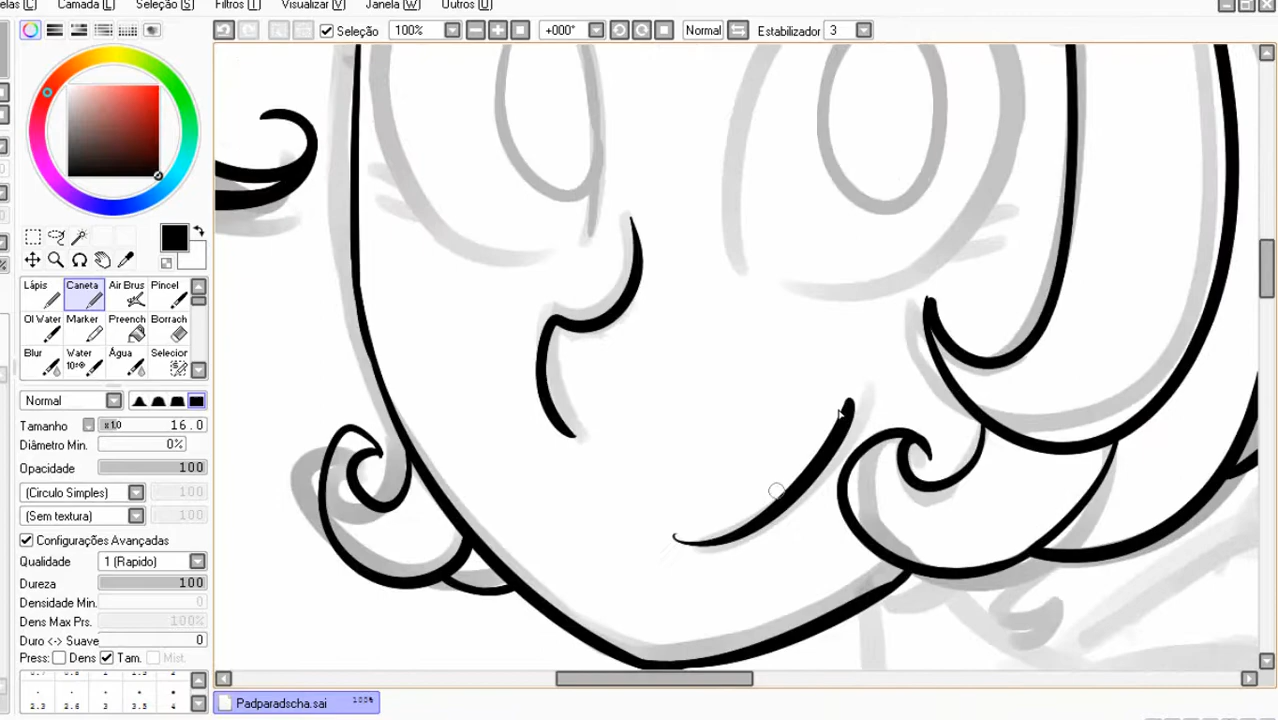 elas [C] Camada [L] Seleção [S] Filtros [T] Visualizar [V] Janela [W] Outros [O]
Seleção 100% +000° Normal Estabilizador 3
Lápis Caneta Air Brus Pincel
Ol Water Marker Preench Borrach
Blur Water Água Selecior
Normal
Tamanho x1.0 16.0
Diâmetro Min. 0%
Opacidade 100
(Circulo Simples) 100
(Sem textura) 100
Configurações Avançadas
Qualidade 1 (Rapido)
Dureza 100
Densidade Min. 0
Dens Max Prs. 100%
Duro <-> Suave 0
Press: Dens Tam. Mist.
2.3 2.6 3 3.5 4
Padparadscha.sai 100%